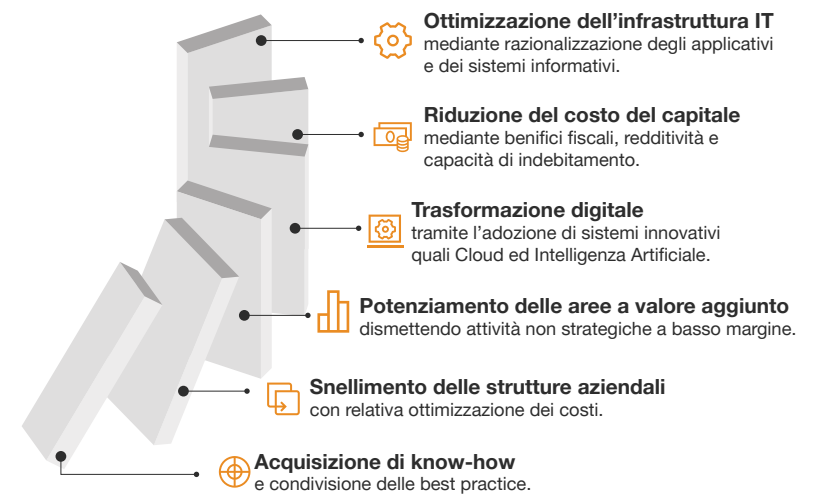 Ottimizzazione dell’infrastruttura IT
mediante razionalizzazione degli applicativi
e dei sistemi informativi.
Riduzione del costo del capitale
mediante benifici fiscali, redditività e
capacità di indebitamento.
Trasformazione digitale
tramite l’adozione di sistemi innovativi
quali Cloud ed Intelligenza Artificiale.
Potenziamento delle aree a valore aggiunto
dismettendo attività non strategiche a basso margine.
Snellimento delle strutture aziendali
con relativa ottimizzazione dei costi.
Acquisizione di know-how
e condivisione delle best practice.